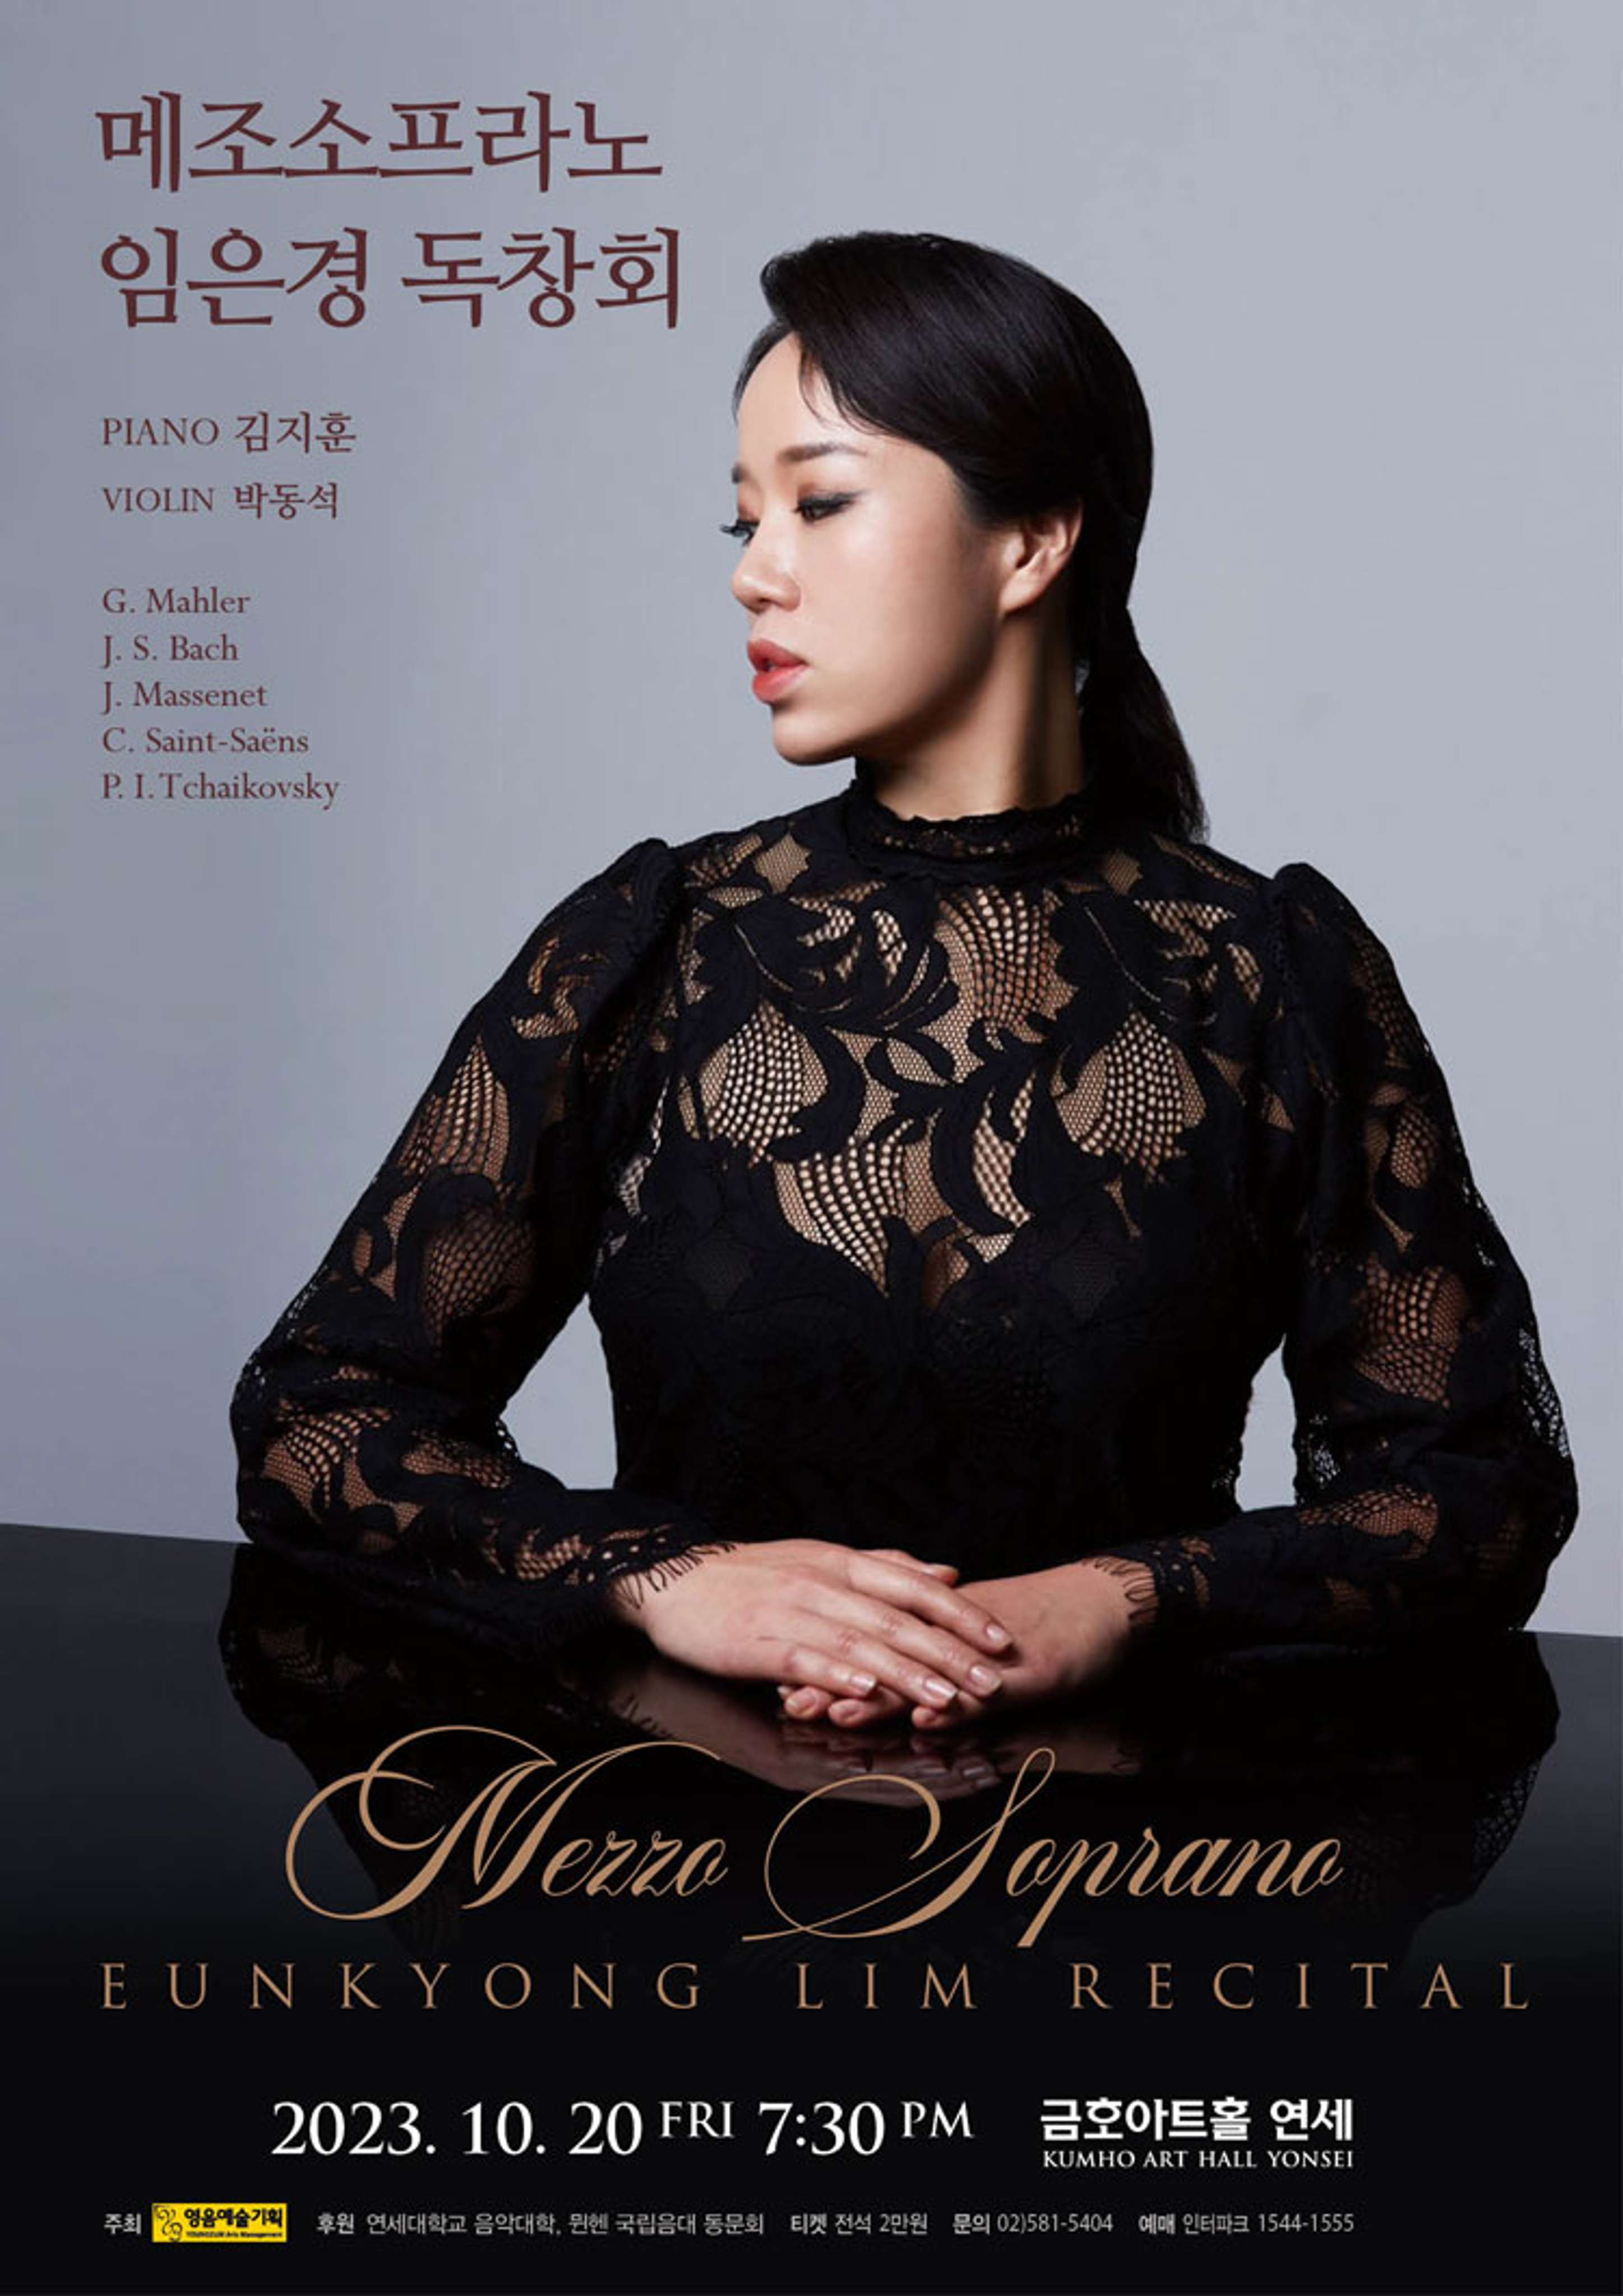 메조소프라노
임은경 독창회
PIANO 김지훈
VIOLIN 박동석
G. Mahler
J. S. Bach
J. Massenet
C. Saint-Saëns
P. I. Tchaikovsky
Mezzo Soprano
EUNKYONG LIM RECITAL
2023. 10. 20 FRI 7:30 PM 금호아트홀 연세
KUMHO ART HALL YONSEI
주최 영음예술기획 후원 연세대학교 음악대학, 뮌헨 국립음대 동문회 티켓 전석 2만원 문의 02)581-5404 예매 인터파크 1544-1555
YOUNGEUM Arts Management